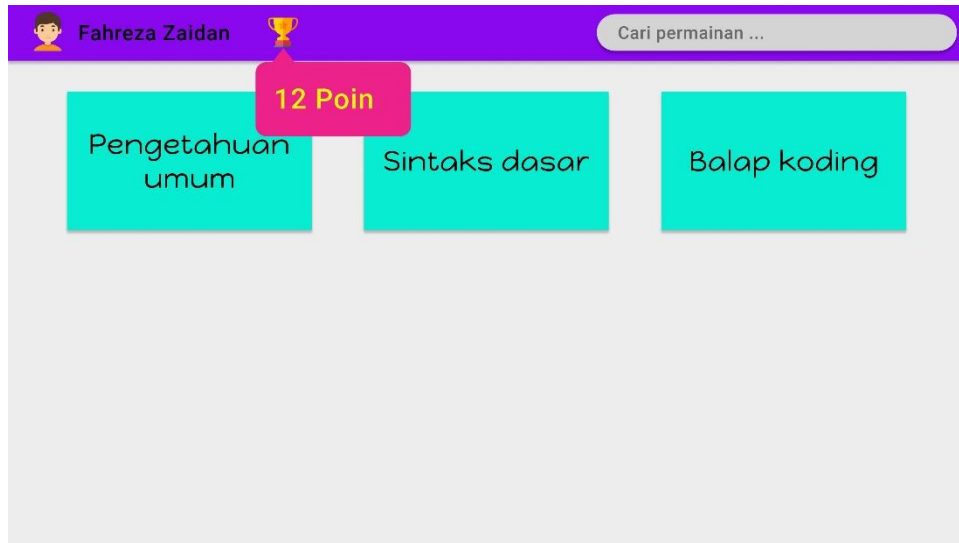 Fahreza Zaidan
Cari permainan ...
12 Poin
Pengetahuan
umum
Sintaks dasar
Balap koding